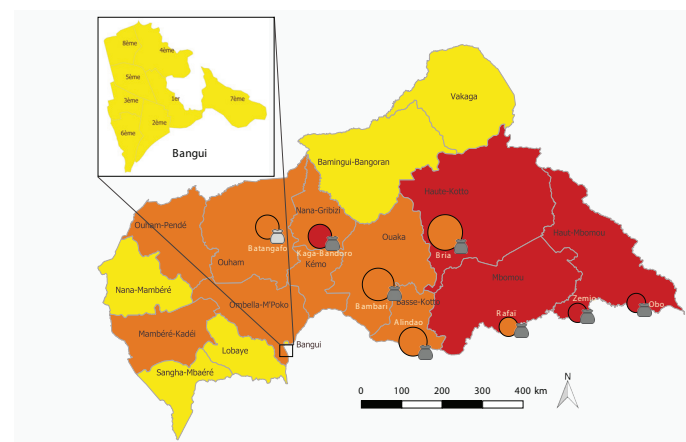 8ème
4ème
5ème
3ème
1er
7ème
2ème
6ème
Bangui
Vakaga
Bamingui-Bangoran
Haute-Kotto
Ouham-Pendé
Nana-Gribizi
Batangafo
Kaga-Bandoro
Ouaka
Bria
Haut-Mbomou
Ouham
Kémo
Mbomou
Nana-Mambéré
Ombella-M'Poko
Bambari
Basse-Kotto
Zemio
Obo
Rafaï
Alindao
Mambéré-Kadéï
Lobaye
Bangui
Sangha-Mbaéré
N
0 100 200 300 400 km